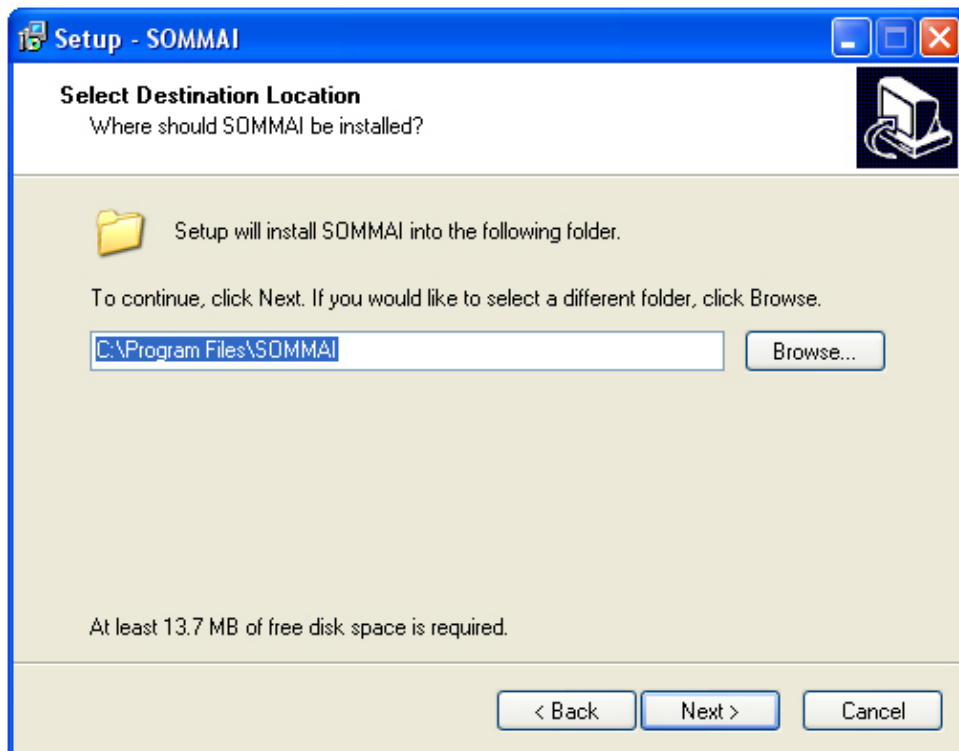 Setup - SOMMAI
Select Destination Location
Where should SOMMAI be installed?
Setup will install SOMMAI into the following folder.
To continue, click Next. If you would like to select a different folder, click Browse.
C:\Program Files\SOMMAI
Browse...
At least 13.7 MB of free disk space is required.
< Back
Next >
Cancel